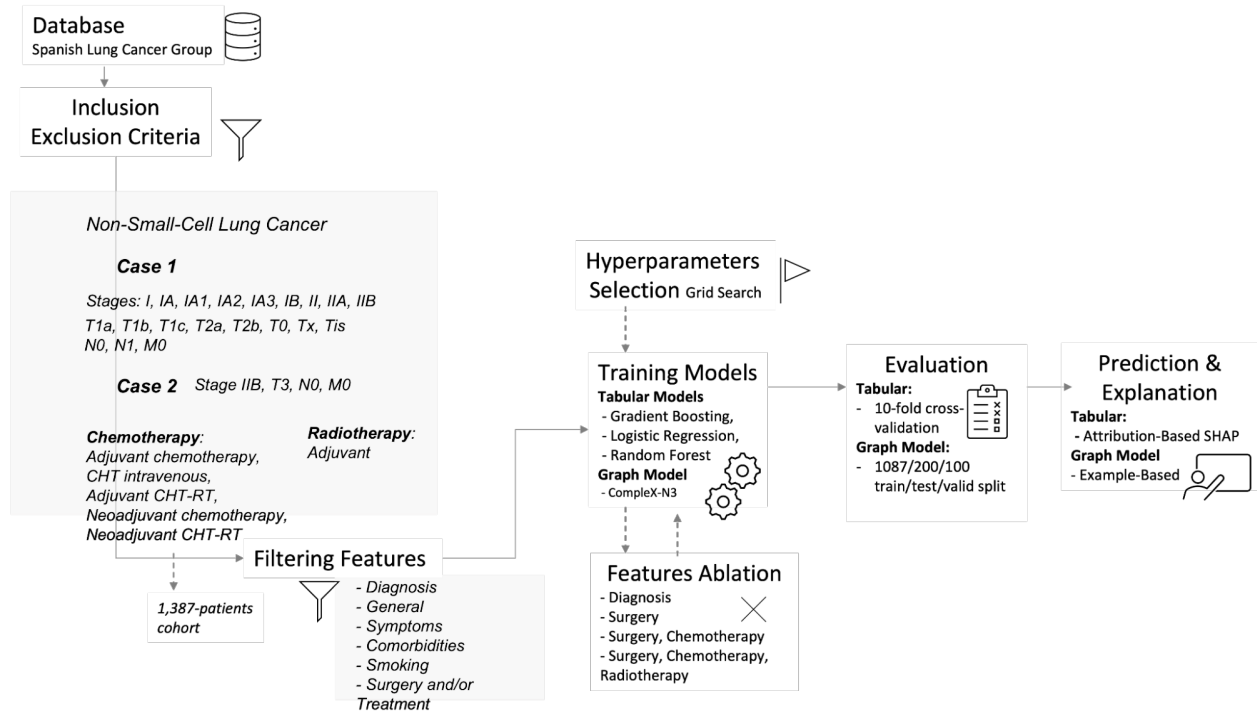 Database
Spanish Lung Cancer Group
Inclusion
Exclusion Criteria
Non-Small-Cell Lung Cancer
Case 1
Stages: I, IA, IA1, IA2, IA3, IB, II, IIA, IIB
T1a, T1b, T1c, T2a, T2b, T0, Tx, Tis
N0, N1, M0
Case 2 Stage IIB, T3, N0, M0
Chemotherapy:
Adjuvant chemotherapy,
CHT intravenous,
Adjuvant CHT-RT,
Neoadjuvant chemotherapy,
Neoadjuvant CHT-RT
Radiotherapy:
Adjuvant
1,387-patients
cohort
Filtering Features
- Diagnosis
- General
- Symptoms
- Comorbidities
- Smoking
- Surgery and/or
Treatment
Hyperparameters
Selection Grid Search
Training Models
Tabular Models
- Gradient Boosting,
- Logistic Regression,
- Random Forest
Graph Model
- CompleX-N3
Features Ablation
- Diagnosis
- Surgery
- Surgery, Chemotherapy
- Surgery, Chemotherapy,
Radiotherapy
Evaluation
Tabular:
- 10-fold cross-
validation
Graph Model:
- 1087/200/100
train/test/valid split
Prediction &
Explanation
Tabular:
- Attribution-Based SHAP
Graph Model
- Example-Based